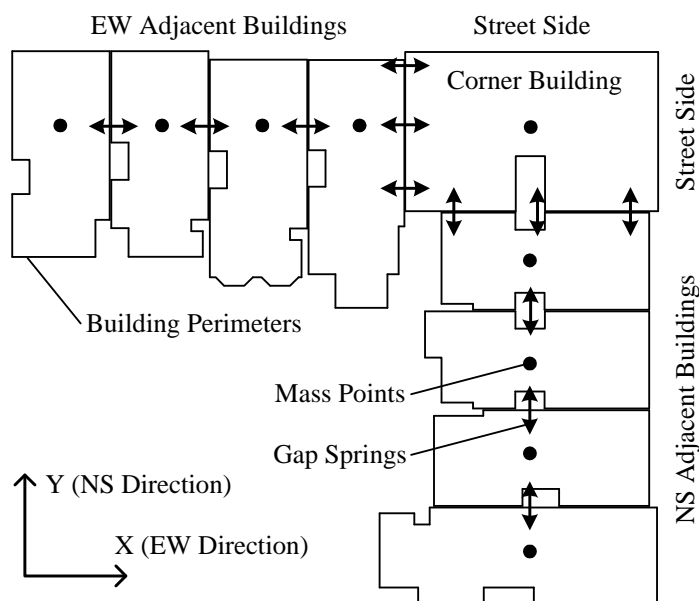 EW Adjacent Buildings
Street Side
Corner Building
Street Side
Building Perimeters
Mass Points
Gap Springs
NS Adjacent Buildings
Y (NS Direction)
X (EW Direction)